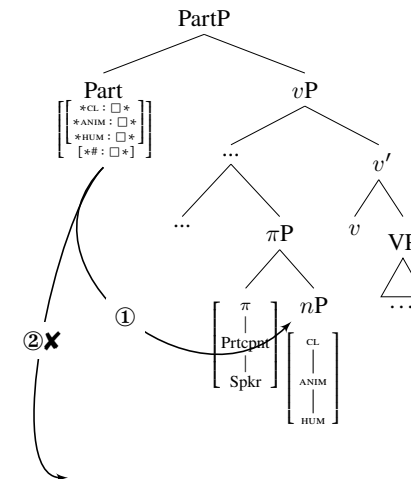 PartP
Part vP
*CL: □*
*ANIM: □*
*HUM: □*
[*#: □*]
... v′
... πP v VP
π nP ...
Prtcpnt
Spkr
CL
ANIM
HUM
①
②✘